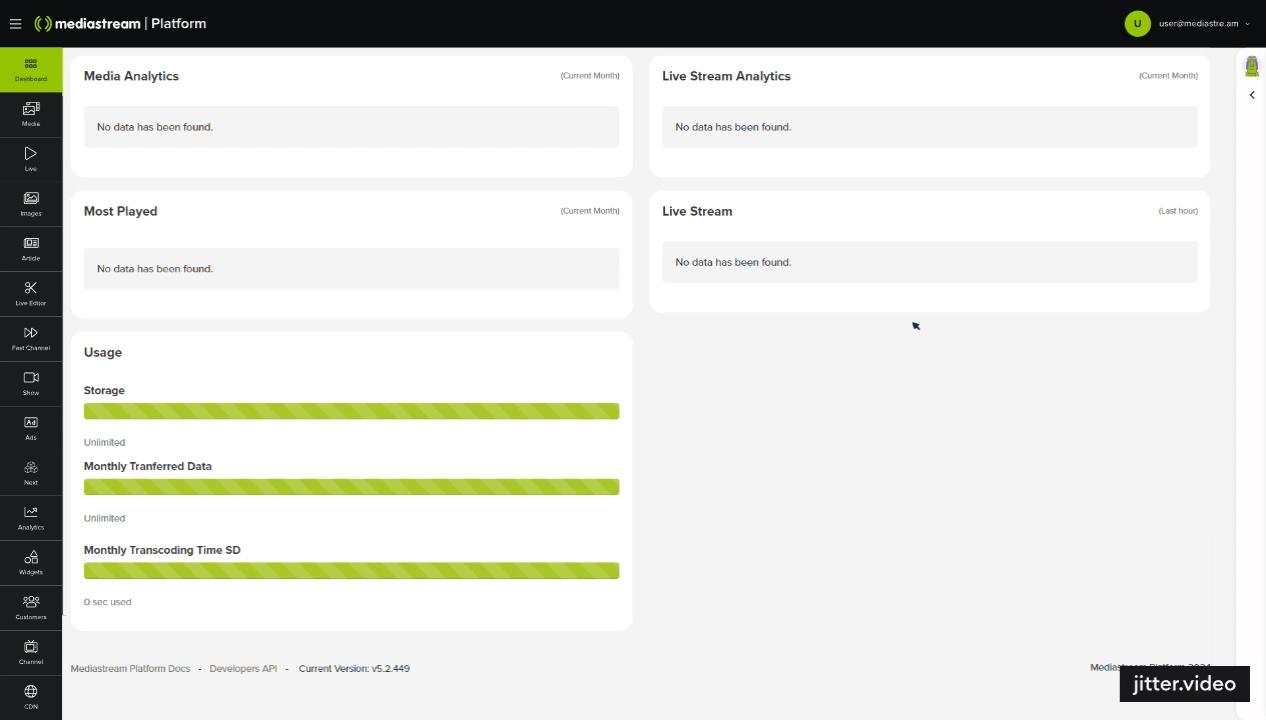 mediastream | Platform
U
user@mediastre.am
Dashboard
Media
Live
Images
Article
Live Editor
Fast Channel
Show
Ad
Ads
Next
Analytics
Widgets
Customers
Channel
CDN
Media Analytics
(Current Month)
No data has been found.
Live Stream Analytics
(Current Month)
No data has been found.
Most Played
(Current Month)
No data has been found.
Live Stream
(Last hour)
No data has been found.
Usage
Storage
Unlimited
Monthly Tranferred Data
Unlimited
Monthly Transcoding Time SD
0 sec used
Mediastream Platform Docs - Developers API - Current Version: v5.2.449
jitter.video